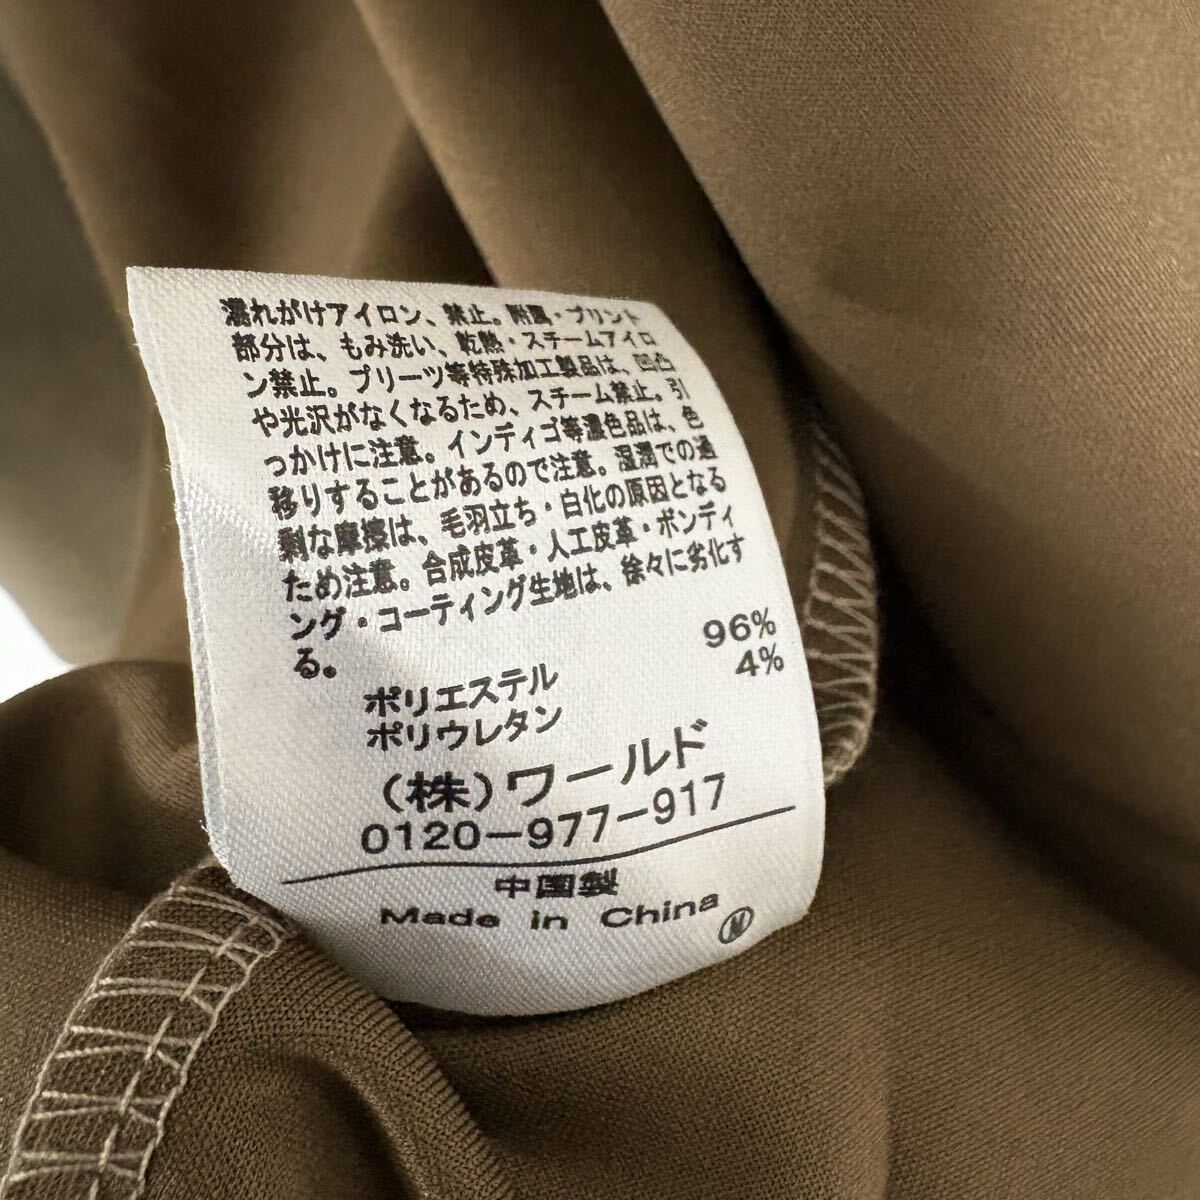 濡れがけアイロン、禁止。附属・プリント
部分は、もみ洗い、乾熱・スチームアイロ
ン禁止。プリーツ等特殊加工製品は、凹凸
や光沢がなくなるため、スチーム禁止。引
っかけに注意。インディゴ等濃色品は、色
移りすることがあるので注意。湿潤での過
剰な摩擦は、毛羽立ち・白化の原因となる
ため注意。合成皮革・人工皮革・ボンディ
ング・コーティング生地は、徐々に劣化す
る。
ポリエステル 96%
ポリウレタン 4%
(株)ワールド
0120-977-917
中国製
Made in China
M